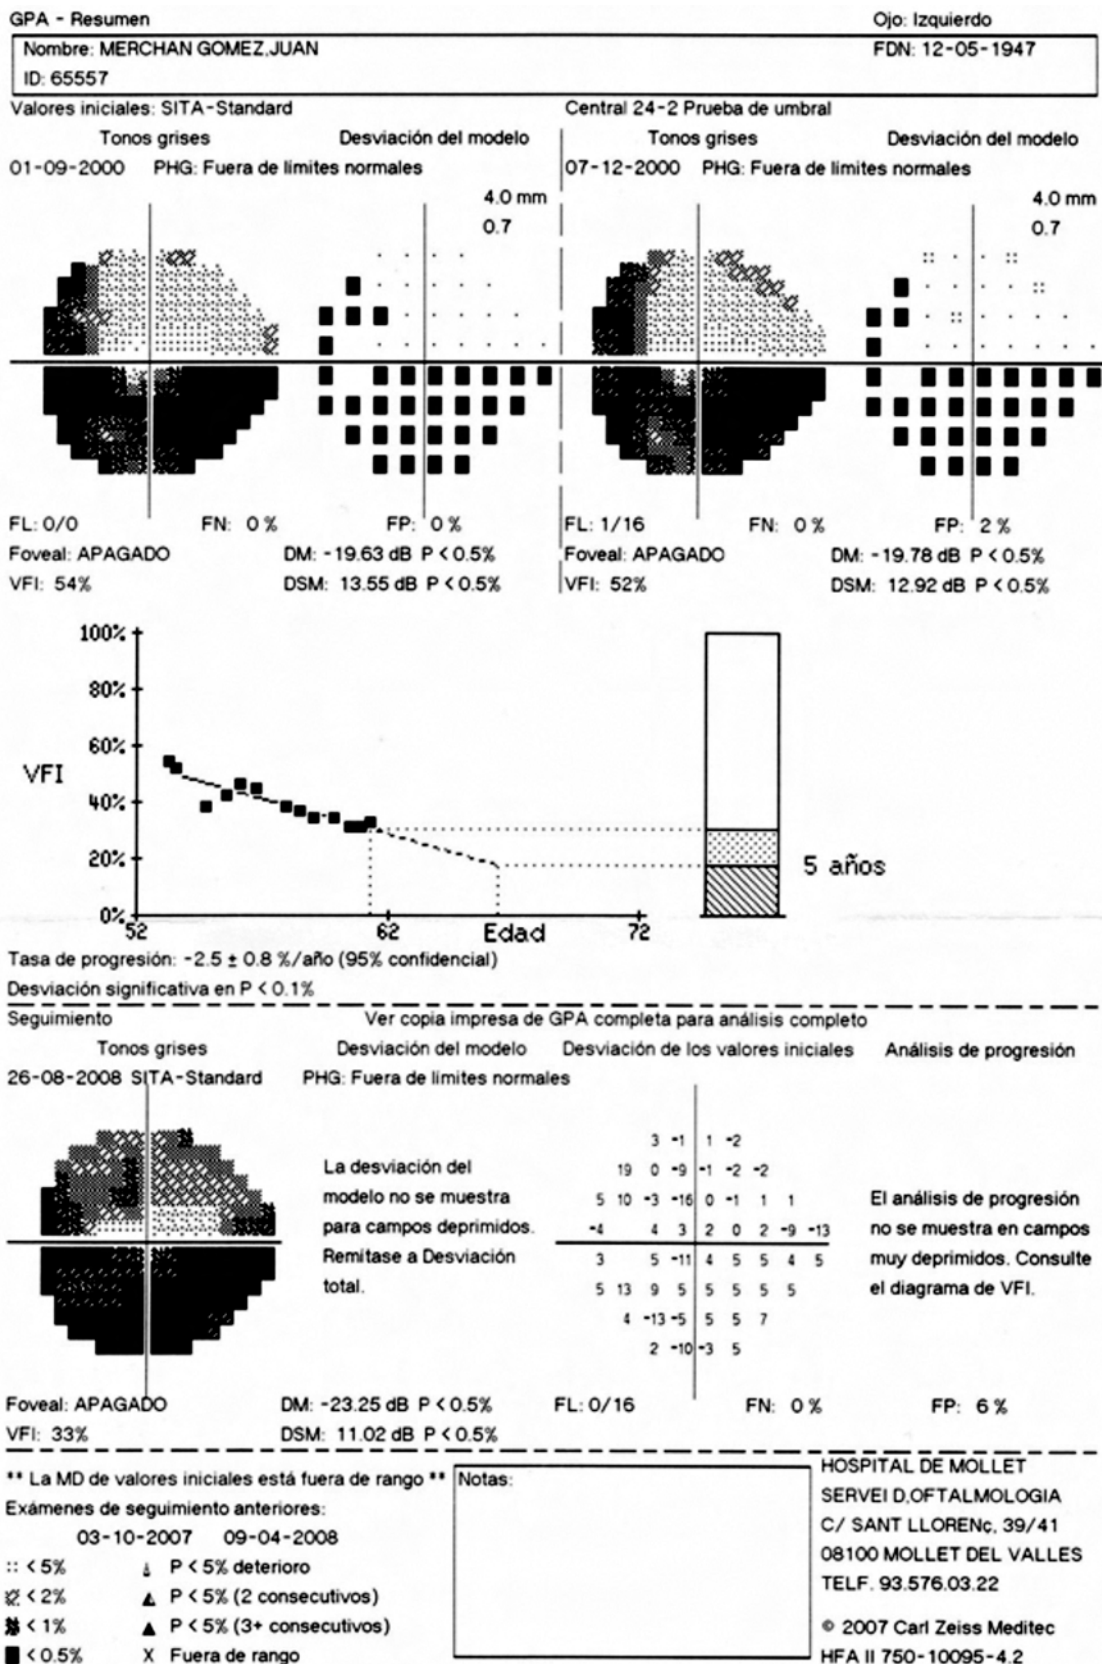 GPA - Resumen
Ojo: Izquierdo
Nombre: MERCHAN GOMEZ,JUAN
FDN: 12-05-1947
ID: 65557
Valores iniciales: SITA-Standard
Central 24-2 Prueba de umbral
Tonos grises
Desviación del modelo
Tonos grises
Desviación del modelo
01-09-2000 PHG: Fuera de limites normales
07-12-2000 PHG: Fuera de limites normales
4.0 mm
0.7
4.0 mm
0.7
FL: 0/0 FN: 0 % FP: 0 %
Foveal: APAGADO DM: -19.63 dB P < 0.5%
VFI: 54% DSM: 13.55 dB P < 0.5%
FL: 1/16 FN: 0 % FP: 2 %
Foveal: APAGADO DM: -19.78 dB P < 0.5%
VFI: 52% DSM: 12.92 dB P < 0.5%
100%
80%
60%
VFI
40%
20%
0%
52 62 Edad 72
5 años
Tasa de progresión: -2.5 ± 0.8 %/año (95% confidencial)
Desviación significativa en P < 0.1%
Seguimiento
Ver copia impresa de GPA completa para análisis completo
Tonos grises
Desviación del modelo
Desviación de los valores iniciales
Análisis de progresión
26-08-2008 SITA-Standard
PHG: Fuera de límites normales
La desviación del
modelo no se muestra
para campos deprimidos.
Remitase a Desviación
total.
3 -1 1 -2
19 0 -9 -1 -2 -2
5 10 -3 -16 0 -1 1 1
-4 4 3 2 0 2 -9 -13
3 5 -11 4 5 5 4 5
5 13 9 5 5 5 5 5
4 -13 -5 5 5 7
2 -10 -3 5
El análisis de progresión
no se muestra en campos
muy deprimidos. Consulte
el diagrama de VFI.
Foveal: APAGADO DM: -23.25 dB P < 0.5% FL: 0/16 FN: 0 % FP: 6 %
VFI: 33% DSM: 11.02 dB P < 0.5%
** La MD de valores iniciales está fuera de rango **
Exámenes de seguimiento anteriores:
03-10-2007 09-04-2008
< 5% P < 5% deterioro
< 2% P < 5% (2 consecutivos)
< 1% P < 5% (3+ consecutivos)
< 0.5% X Fuera de rango
Notas:
HOSPITAL DE MOLLET
SERVEI D,OFTALMOLOGIA
C/ SANT LLORENç, 39/41
08100 MOLLET DEL VALLES
TELF. 93.576.03.22
© 2007 Carl Zeiss Meditec
HFA II 750-10095-4.2